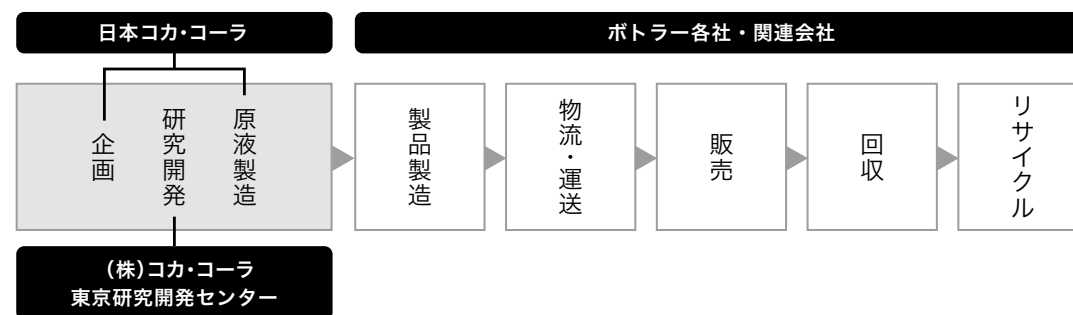 日本コカ・コーラ
ボトラー各社・関連会社
企画
研究開発
原液製造
製品製造
物流・運送
販売
回収
リサイクル
(株)コカ・コーラ
東京研究開発センター